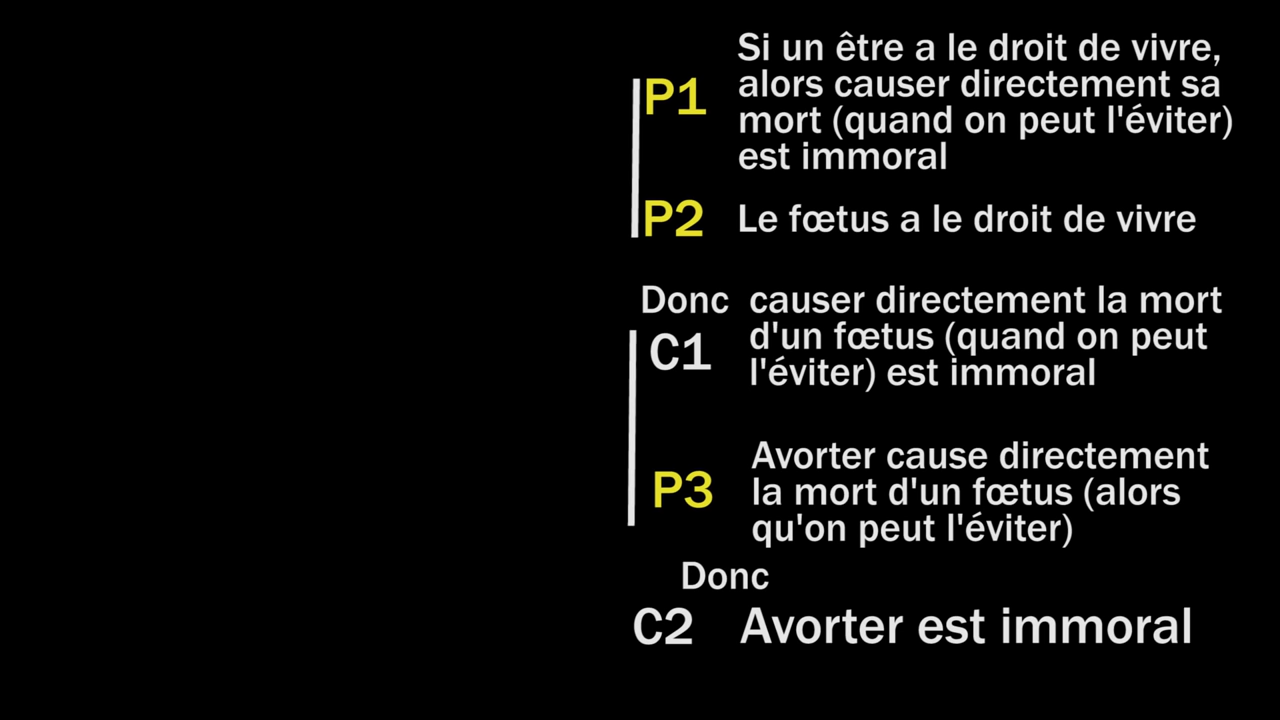 Si un être a le droit de vivre,
P1 alors causer directement sa
mort (quand on peut l'éviter)
est immoral
P2 Le fœtus a le droit de vivre
Donc causer directement la mort
d'un fœtus (quand on peut
C1 l'éviter) est immoral
Avorter cause directement
P3 la mort d'un fœtus (alors
qu'on peut l'éviter)
Donc
C2 Avorter est immoral